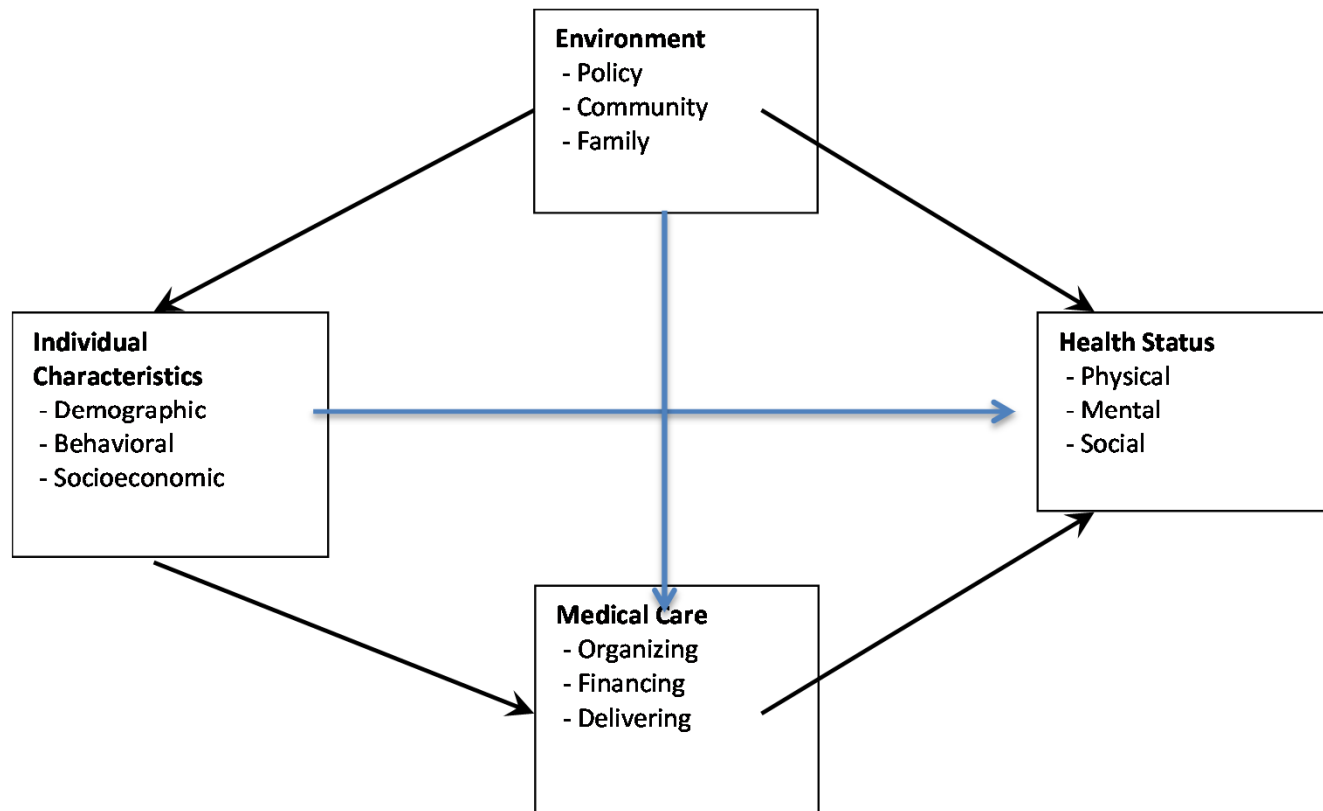 Environment
- Policy
- Community
- Family
Individual
Characteristics
- Demographic
- Behavioral
- Socioeconomic
Health Status
- Physical
- Mental
- Social
Medical Care
- Organizing
- Financing
- Delivering